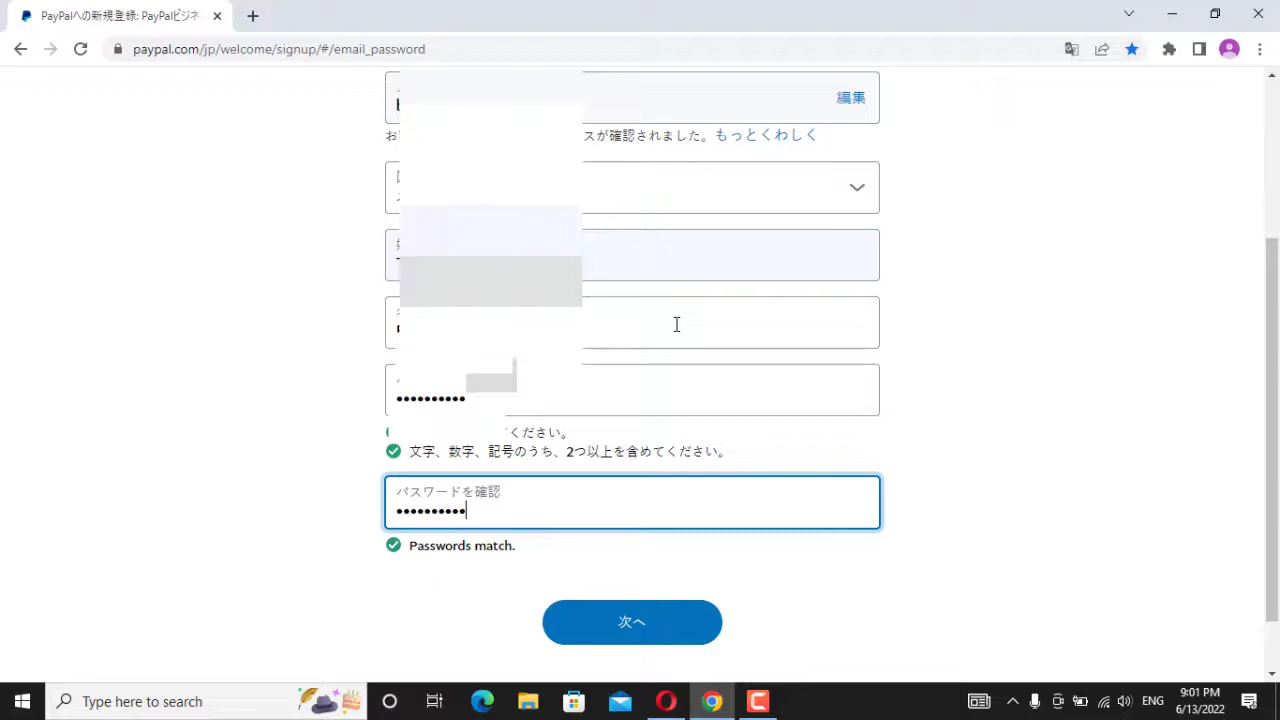 PayPalへの新規登録: PayPalビジネ
paypal.com/jp/welcome/signup/#/email_password
編集
スが確認されました。もっとくわしく
••••••••••
ください。
文字、数字、記号のうち、2つ以上を含めてください。
パスワードを確認
••••••••••
Passwords match.
次へ
Type here to search
ENG
9:01 PM
6/13/2022